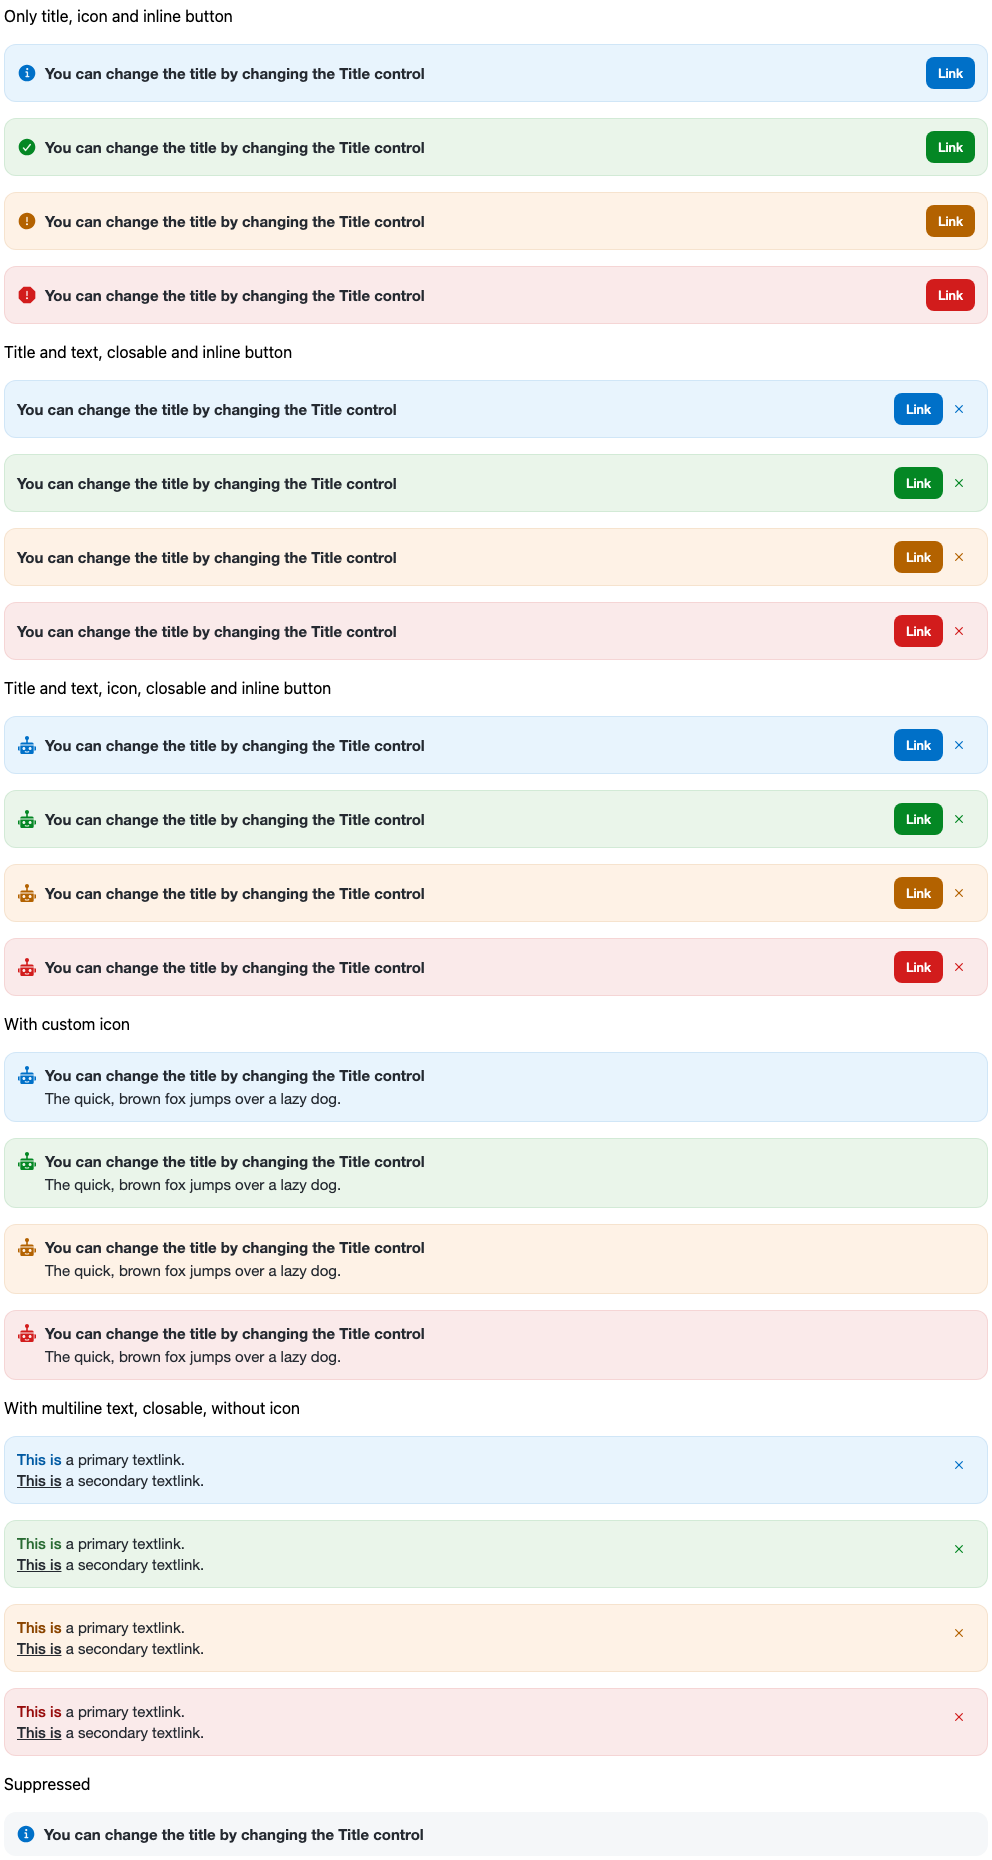 Only title, icon and inline button
You can change the title by changing the Title control
Link
You can change the title by changing the Title control
Link
You can change the title by changing the Title control
Link
You can change the title by changing the Title control
Link
Title and text, closable and inline button
You can change the title by changing the Title control
Link
You can change the title by changing the Title control
Link
You can change the title by changing the Title control
Link
You can change the title by changing the Title control
Link
Title and text, icon, closable and inline button
You can change the title by changing the Title control
Link
You can change the title by changing the Title control
Link
You can change the title by changing the Title control
Link
You can change the title by changing the Title control
Link
With custom icon
You can change the title by changing the Title control
The quick, brown fox jumps over a lazy dog.
You can change the title by changing the Title control
The quick, brown fox jumps over a lazy dog.
You can change the title by changing the Title control
The quick, brown fox jumps over a lazy dog.
You can change the title by changing the Title control
The quick, brown fox jumps over a lazy dog.
With multiline text, closable, without icon
This is a primary textlink.
This is a secondary textlink.
This is a primary textlink.
This is a secondary textlink.
This is a primary textlink.
This is a secondary textlink.
This is a primary textlink.
This is a secondary textlink.
Suppressed
You can change the title by changing the Title control